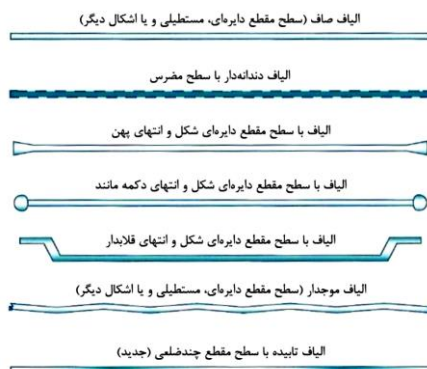 الیاف صاف (سطح مقطع دایره‌ای، مستطیلی و یا اشکال دیگر)
الیاف دندانه‌دار با سطح مضرس
الیاف با سطح مقطع دایره‌ای شکل و انتهای پهن
الیاف با سطح مقطع دایره‌ای شکل و انتهای دکمه مانند
الیاف با سطح مقطع دایره‌ای شکل و انتهای قلابدار
الیاف موجدار (سطح مقطع دایره‌ای، مستطیلی و یا اشکال دیگر)
الیاف تابیده با سطح مقطع چندضلعی (جدید)